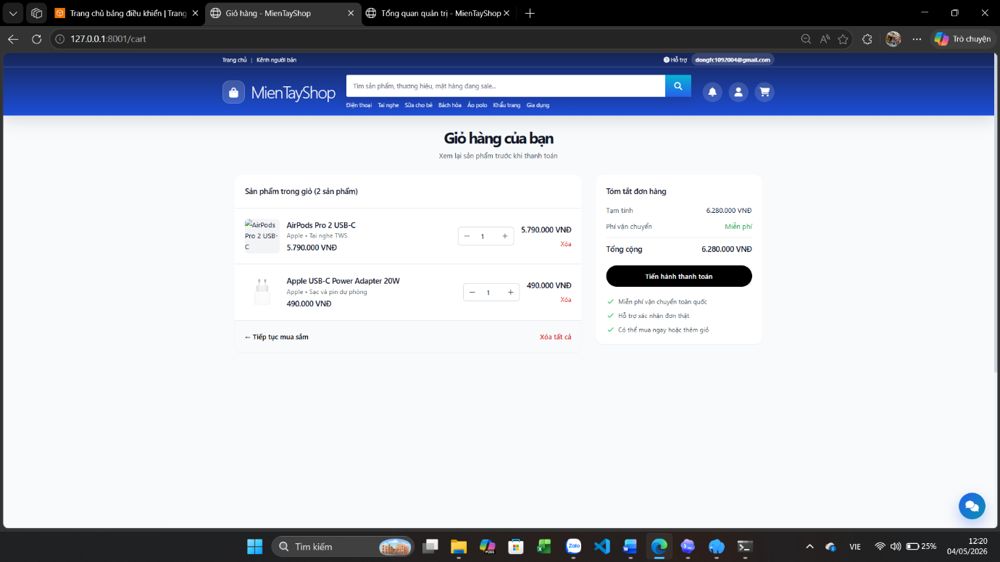 Trang chủ bảng điều khiển | Trang
Giỏ hàng - MienTayShop
Tổng quan quản trị - MienTayShop
127.0.0.1:8001/cart
Trò chuyện
Trang chủ | Kênh người bán
Hỗ trợ
dongfc1092004@gmail.com
MienTayShop
Tìm sản phẩm, thương hiệu, mặt hàng đang sale...
Điện thoại Tai nghe Sữa cho bé Bách hóa Áo polo Khẩu trang Gia dụng
Giỏ hàng của bạn
Xem lại sản phẩm trước khi thanh toán
Sản phẩm trong giỏ (2 sản phẩm)
AirPods Pro 2 USB-C
AirPods Pro 2 USB-C
Apple • Tai nghe TWS
5.790.000 VNĐ
1
5.790.000 VNĐ
Xóa
Apple USB-C Power Adapter 20W
Apple • Sạc và pin dự phòng
490.000 VNĐ
1
490.000 VNĐ
Xóa
← Tiếp tục mua sắm
Xóa tất cả
Tóm tắt đơn hàng
Tạm tính 6.280.000 VNĐ
Phí vận chuyển Miễn phí
Tổng cộng 6.280.000 VNĐ
Tiến hành thanh toán
Miễn phí vận chuyển toàn quốc
Hỗ trợ xác nhận đơn thật
Có thể mua ngay hoặc thêm giỏ
Tìm kiếm
M365
Zalo
VIE
25%
12:20
04/05/2026